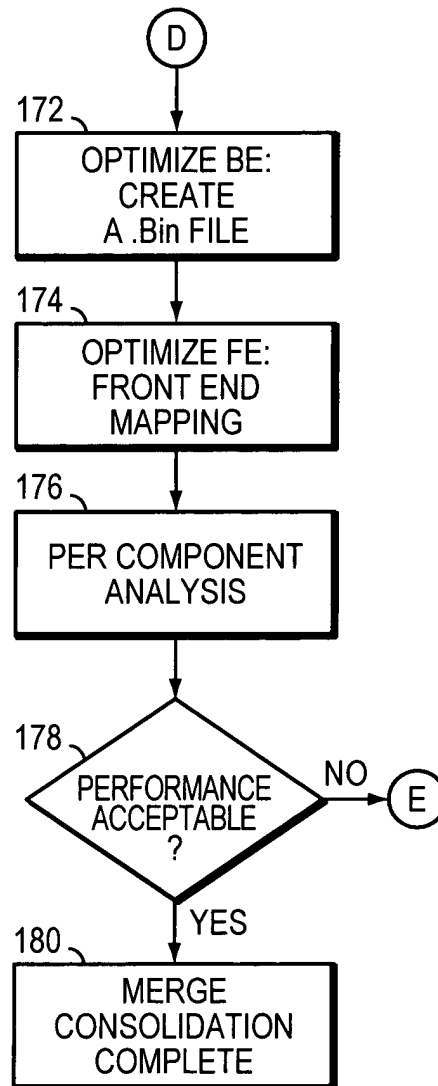 D
172
OPTIMIZE BE:
CREATE
A .Bin FILE
174
OPTIMIZE FE:
FRONT END
MAPPING
176
PER COMPONENT
ANALYSIS
178
PERFORMANCE
ACCEPTABLE
?
NO
E
YES
180
MERGE
CONSOLIDATION
COMPLETE